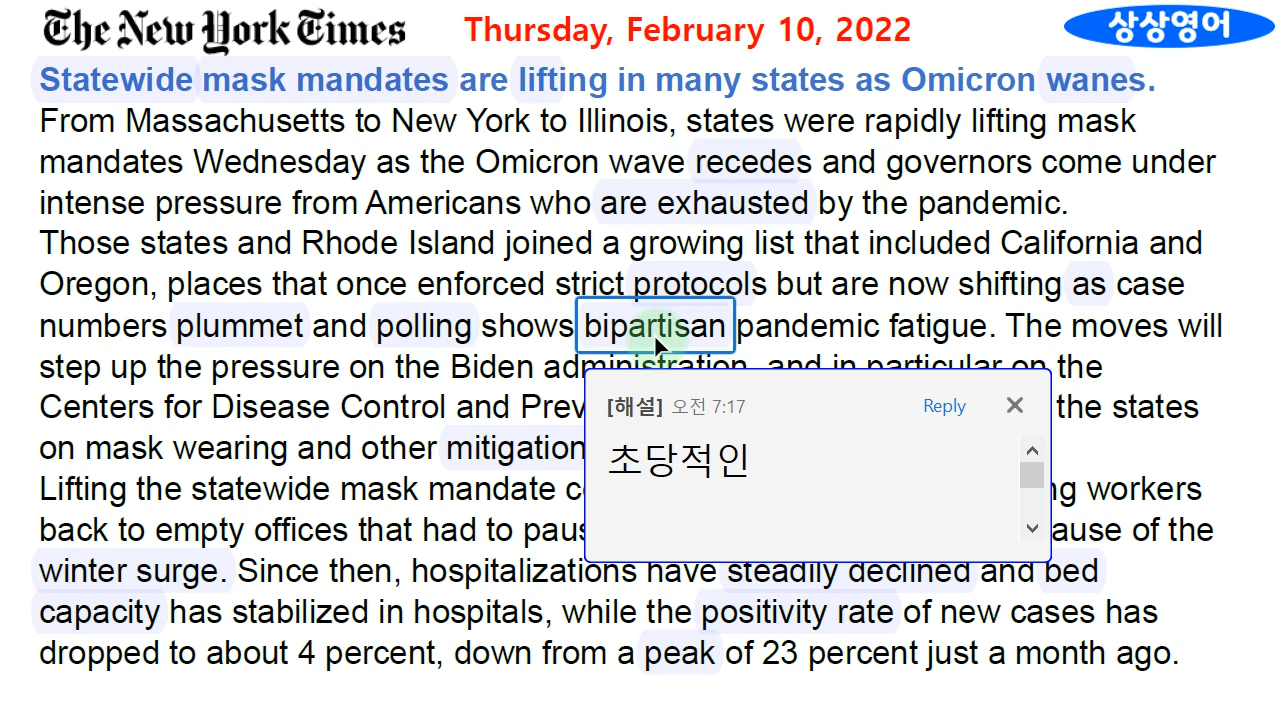 The New York Times
Thursday, February 10, 2022
상상영어
Statewide mask mandates are lifting in many states as Omicron wanes.
From Massachusetts to New York to Illinois, states were rapidly lifting mask
mandates Wednesday as the Omicron wave recedes and governors come under
intense pressure from Americans who are exhausted by the pandemic.
Those states and Rhode Island joined a growing list that included California and
Oregon, places that once enforced strict protocols but are now shifting as case
numbers plummet and polling shows bipartisan pandemic fatigue. The moves will
step up the pressure on the Biden administration, and in particular on the
Centers for Disease Control and Prev the states
on mask wearing and other mitigation
Lifting the statewide mask mandate workers
back to empty offices that had to ause of the
winter surge. Since then, hospitalizations have steadily declined and bed
capacity has stabilized in hospitals, while the positivity rate of new cases has
dropped to about 4 percent, down from a peak of 23 percent just a month ago.
[해설] 오전 7:17 Reply
초당적인